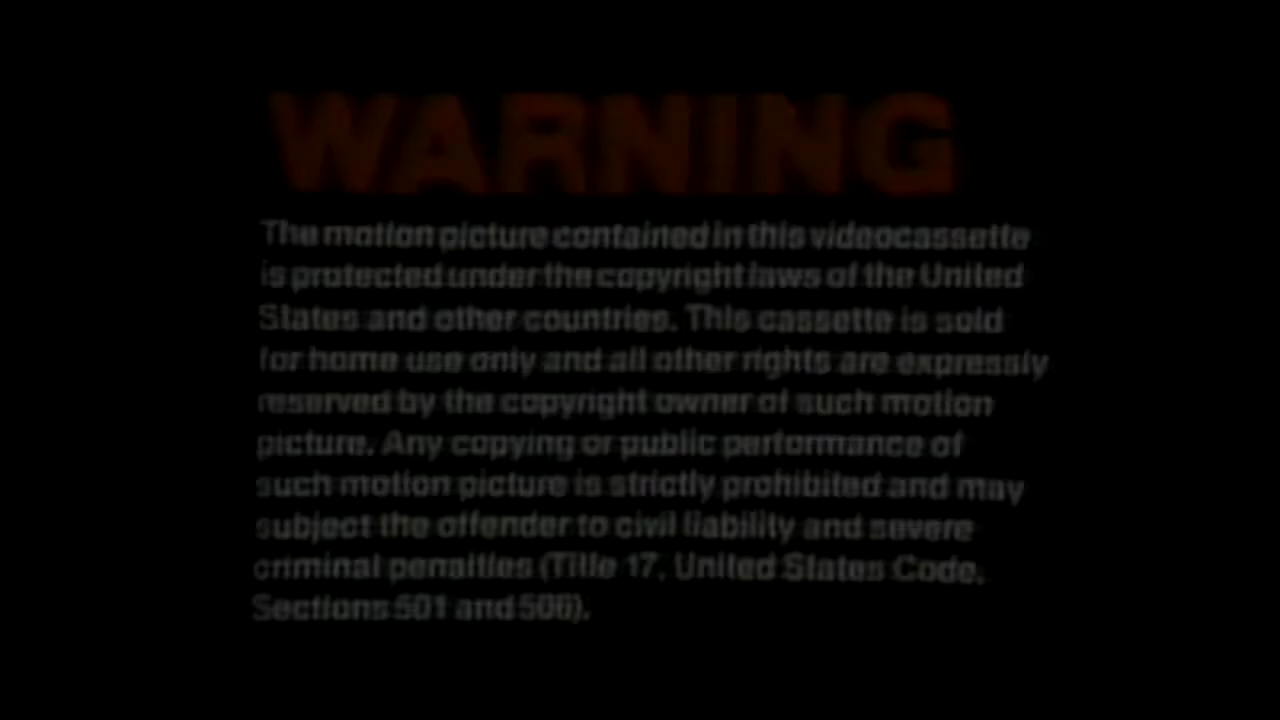 WARNING
The motion picture contained in this videocassette
is protected under the copyright laws of the United
States and other countries. This cassette is sold
for home use only and all other rights are expressly
reserved by the copyright owner of such motion
picture. Any copying or public performance of
such motion picture is strictly prohibited and may
subject the offender to civil liability and severe
criminal penalties (Title 17, United States Code,
Sections 501 and 506).